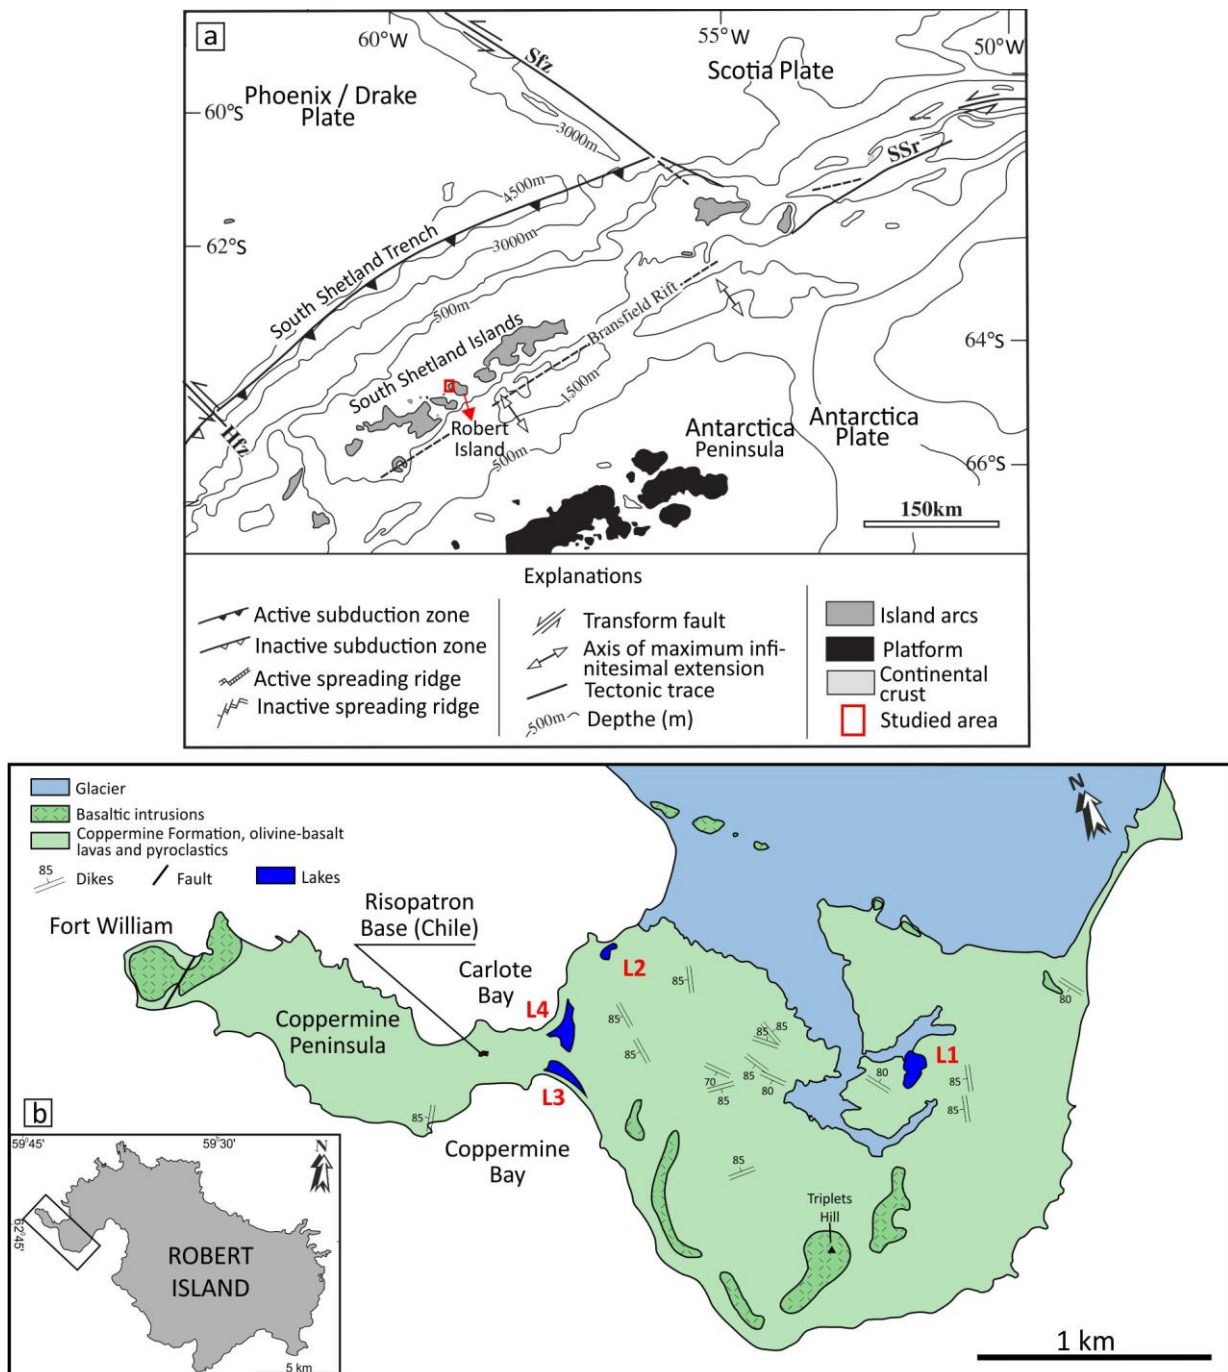 a
60°W
55°W
50°W
Sfz
Scotia Plate
Phoenix / Drake
Plate
60°S
3000m
SSr
4500m
62°S
South Shetland Trench
3000m
500m
Bransfield Rift
South Shetland Islands
64°S
1500m
Hfz
Robert
Island
500m
Antarctica
Peninsula
Antarctica
Plate
66°S
150km
Explanations
Active subduction zone
Inactive subduction zone
Active spreading ridge
Inactive spreading ridge
Transform fault
Axis of maximum infi-
nitesimal extension
Tectonic trace
-500m Depthe (m)
Island arcs
Platform
Continental
crust
Studied area
Glacier
Basaltic intrusions
Coppermine Formation, olivine-basalt
lavas and pyroclastics
85 Dikes Fault Lakes
N
Risopatron
Base (Chile)
Fort William
Carlote
Bay
L2
85
80
L4
85
85
85
Coppermine
Peninsula
85
L1
L3
70
85
85
80
80
85
85
85
Coppermine
Bay
85
Triplets
Hill
1 km
b
59°45'
59°30'
N
62°45'
ROBERT
ISLAND
5 km